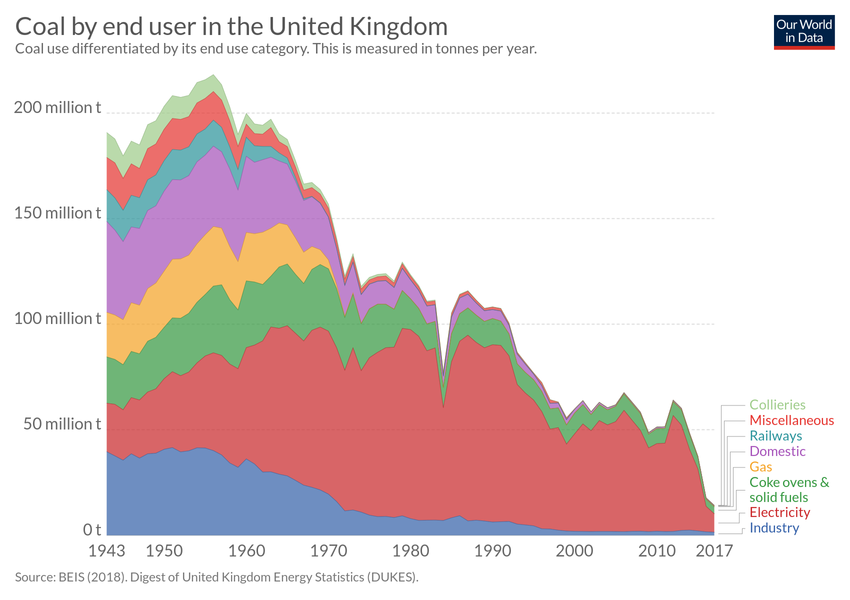 Coal by end user in the United Kingdom
Coal use differentiated by its end use category. This is measured in tonnes per year.
Our World
in Data
200 million t
150 million t
100 million t
50 million t
0 t
Collieries
Miscellaneous
Railways
Domestic
Gas
Coke ovens &
solid fuels
Electricity
Industry
1943 1950 1960 1970 1980 1990 2000 2010 2017
Source: BEIS (2018). Digest of United Kingdom Energy Statistics (DUKES).